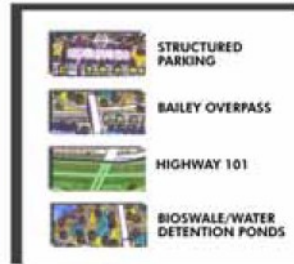 STRUCTURED
PARKING
BAILEY OVERPASS
HIGHWAY 101
BIOSWALE/WATER
DETENTION PONDS